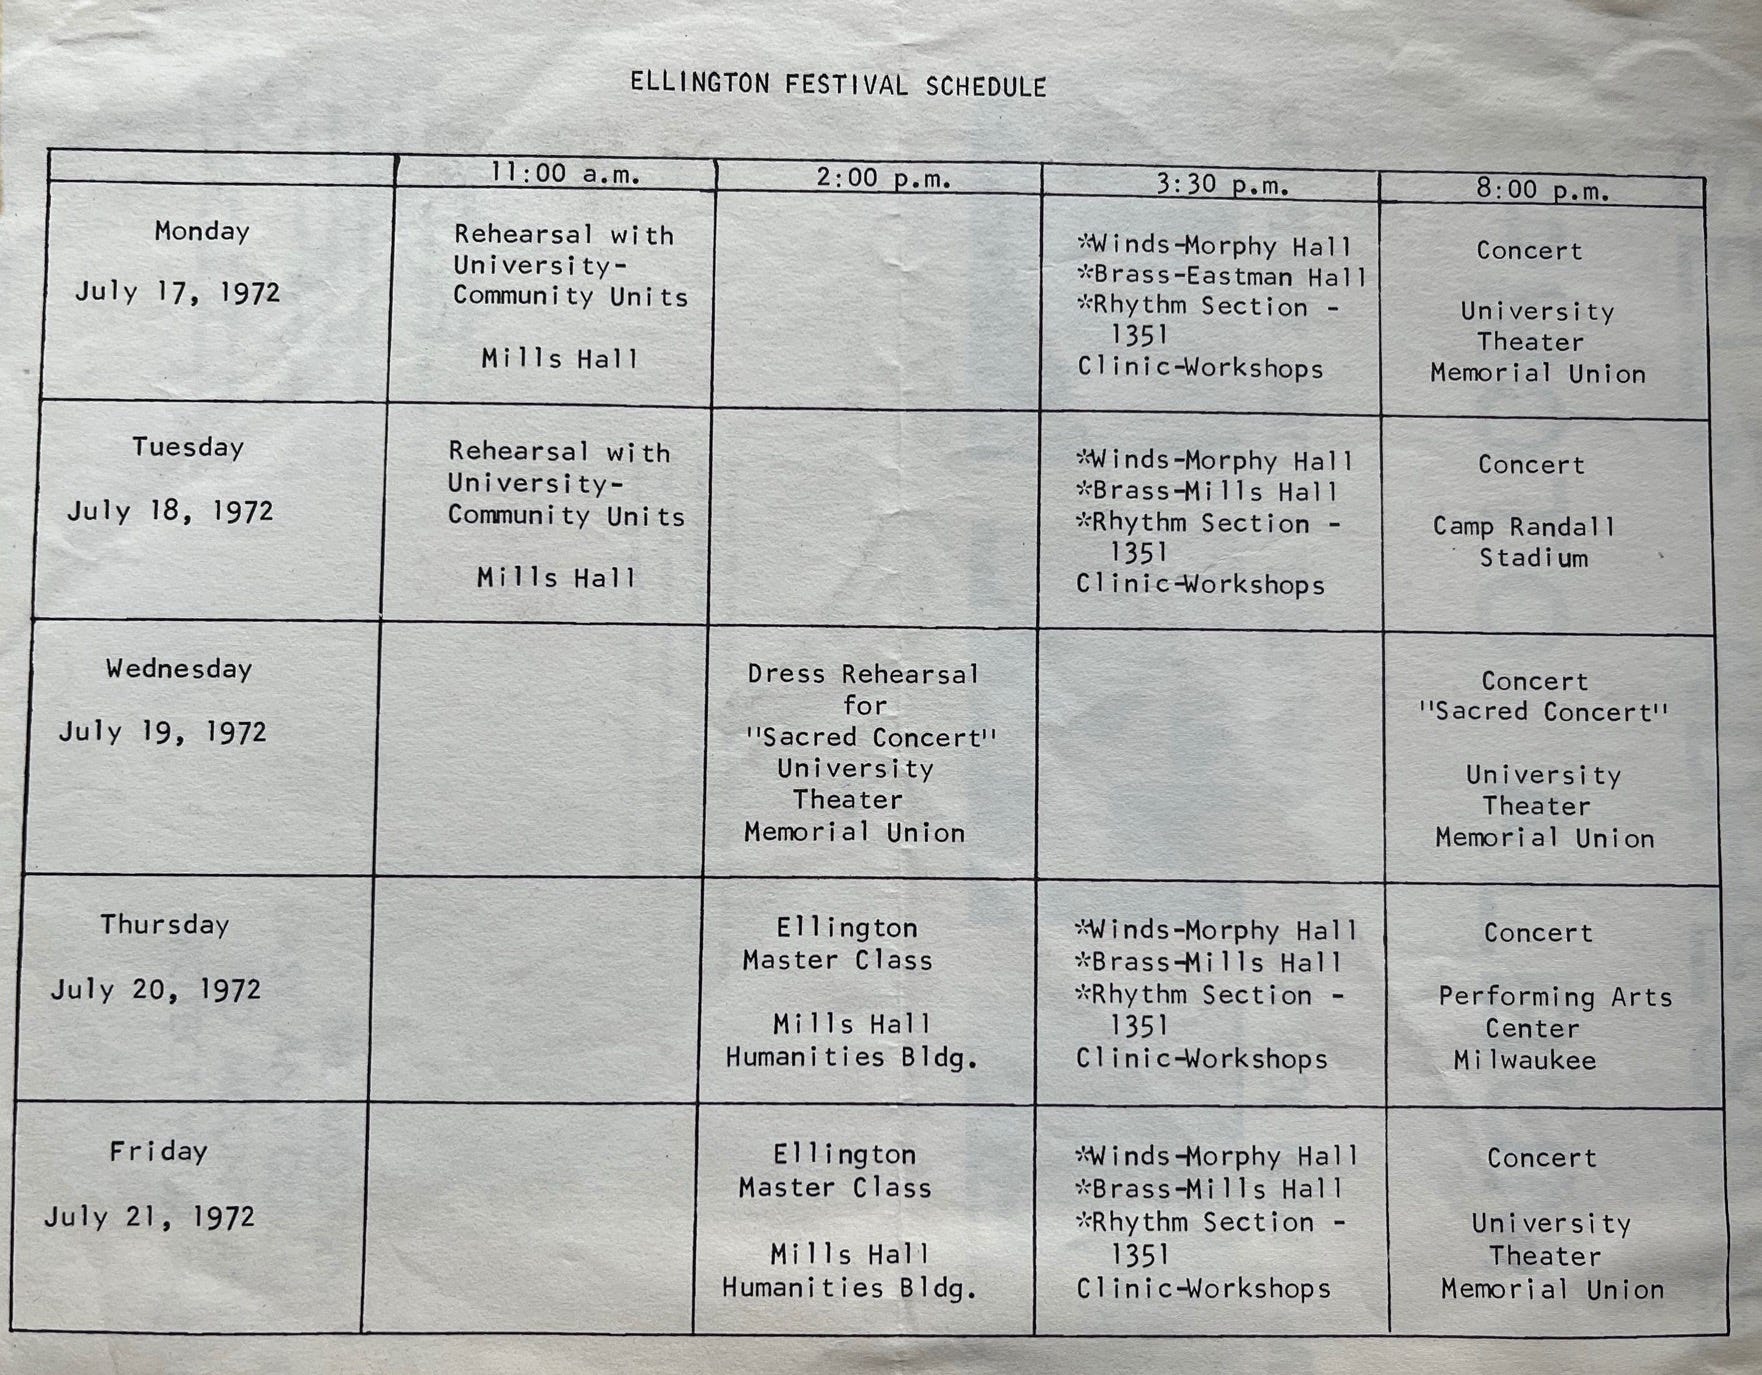 ELLINGTON FESTIVAL SCHEDULE
11:00 a.m.
2:00 p.m.
3:30 p.m.
8:00 p.m.
Monday
July 17, 1972
Rehearsal with
University-
Community Units
Mills Hall
*Winds-Morphy Hall
*Brass-Eastman Hall
*Rhythm Section -
1351
Clinic-Workshops
Concert
University
Theater
Memorial Union
Tuesday
July 18, 1972
Rehearsal with
University-
Community Units
Mills Hall
*Winds-Morphy Hall
*Brass-Mills Hall
*Rhythm Section -
1351
Clinic-Workshops
Concert
Camp Randall
Stadium
Wednesday
July 19, 1972
Dress Rehearsal
for
"Sacred Concert"
University
Theater
Memorial Union
Concert
"Sacred Concert"
University
Theater
Memorial Union
Thursday
July 20, 1972
Ellington
Master Class
Mills Hall
Humanities Bldg.
*Winds-Morphy Hall
*Brass-Mills Hall
*Rhythm Section -
1351
Clinic-Workshops
Concert
Performing Arts
Center
Milwaukee
Friday
July 21, 1972
Ellington
Master Class
Mills Hall
Humanities Bldg.
*Winds-Morphy Hall
*Brass-Mills Hall
*Rhythm Section -
1351
Clinic-Workshops
Concert
University
Theater
Memorial Union